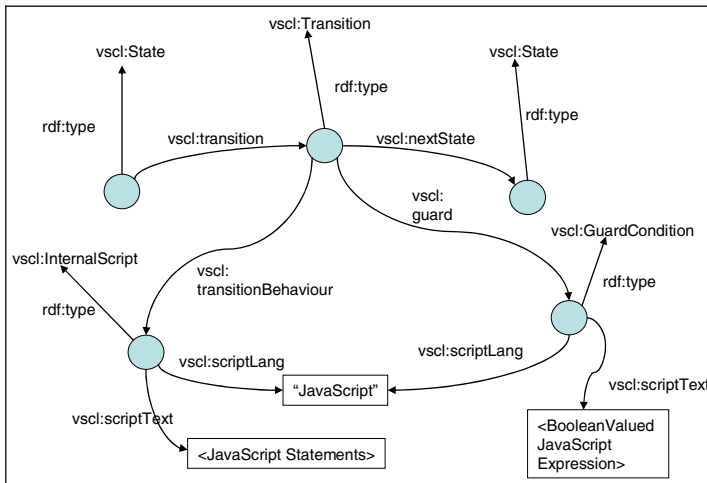 vscl:Transition
vscl:State
vscl:State
rdf:type
rdf:type
rdf:type
vscl:transition
vscl:nextState
vscl:
guard
vscl:GuardCondition
vscl:InternalScript
vscl:
transitionBehaviour
rdf:type
rdf:type
vscl:scriptLang
vscl:scriptLang
"JavaScript"
vscl:scriptText
vscl:scriptText
<JavaScript Statements>
<BooleanValued
JavaScript
Expression>